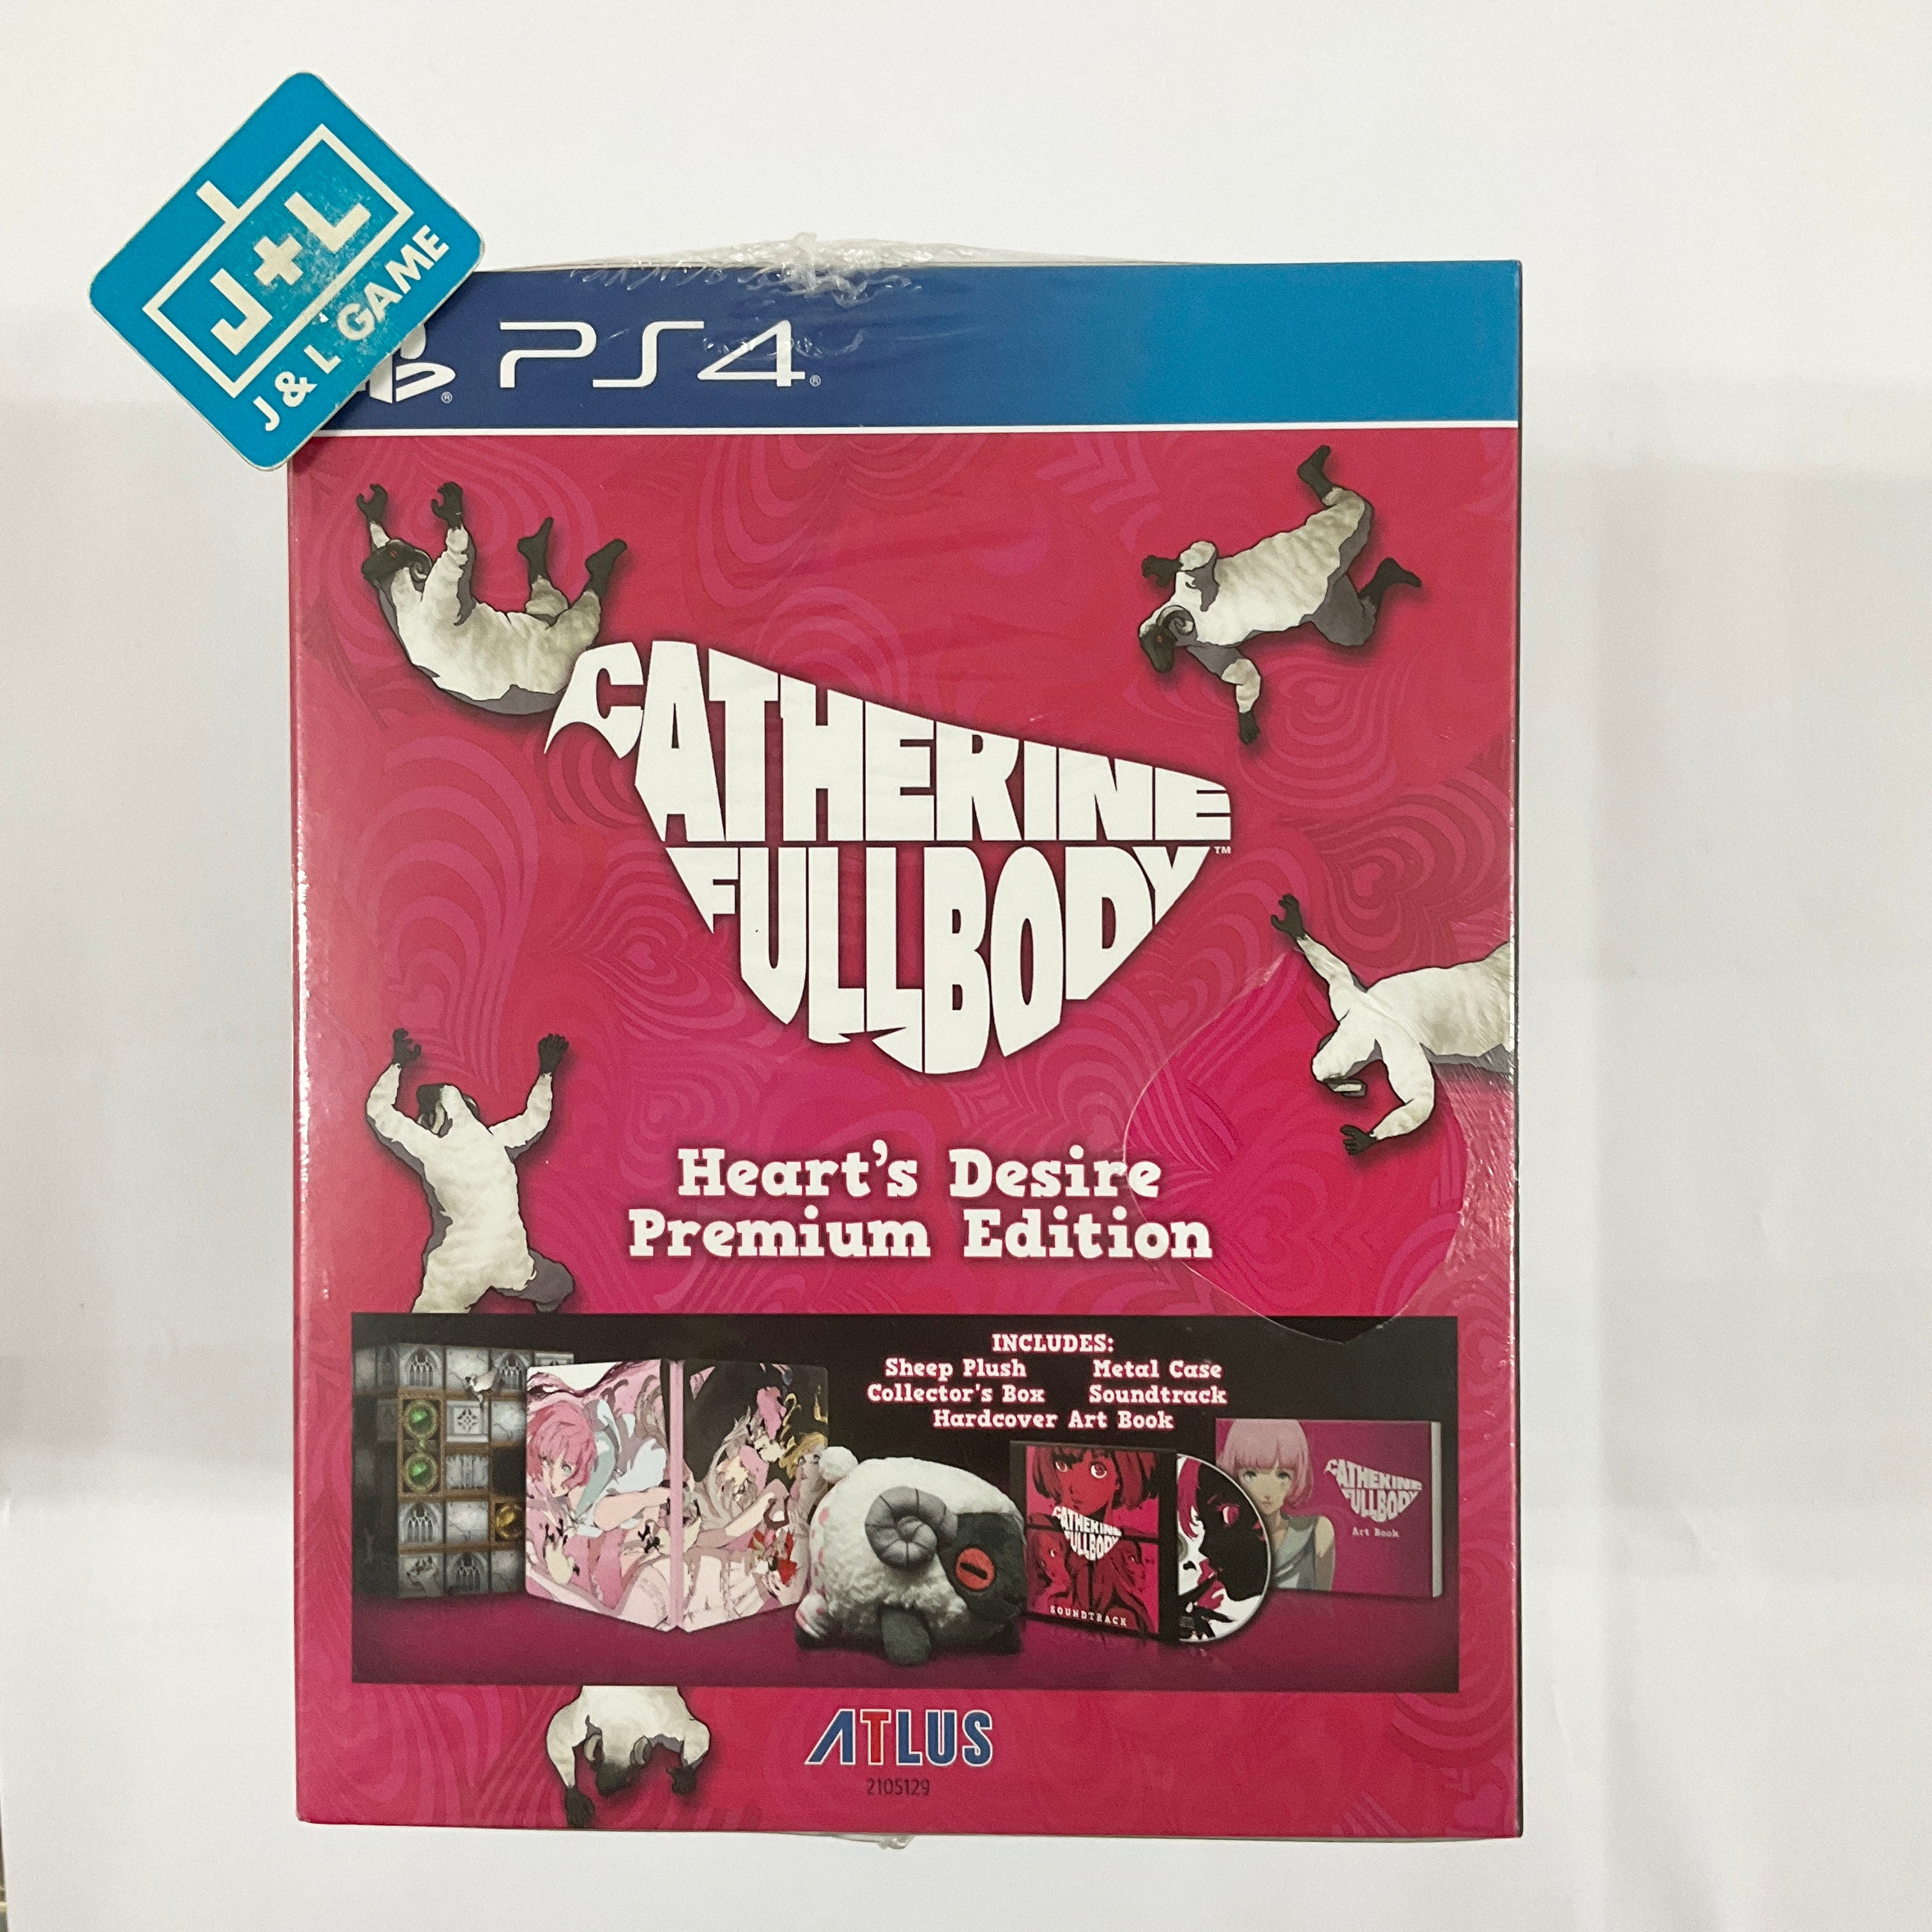 J+L
J & L GAME
PS4®
CATHERINE
FULLBODY™
Heart's Desire
Premium Edition
INCLUDES:
Sheep Plush Metal Case
Collector's Box Soundtrack
Hardcover Art Book
CATHERINE
FULLBODY
SOUNDTRACK
CATHERINE
FULLBODY
Art Book
ATLUS
2105129